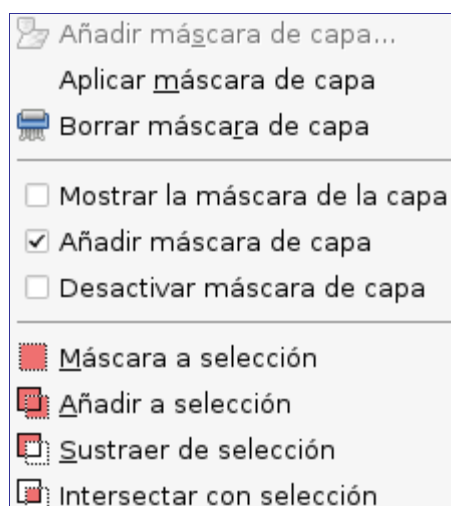 Añadir máscara de capa...
Aplicar máscara de capa
Borrar máscara de capa
Mostrar la máscara de la capa
Añadir máscara de capa
Desactivar máscara de capa
Máscara a selección
Añadir a selección
Sustraer de selección
Intersectar con selección